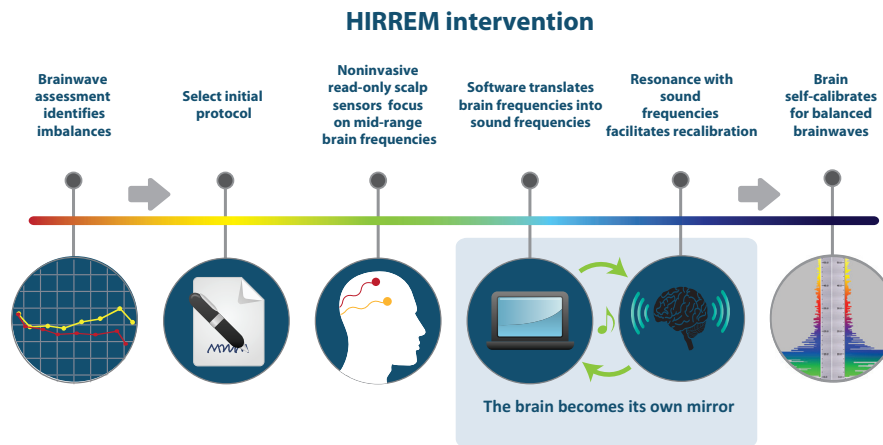 HIRREM intervention
Brainwave
assessment
identifies
imbalances
Select initial
protocol
Noninvasive
read-only scalp
sensors focus
on mid-range
brain frequencies
Software translates
brain frequencies into
sound frequencies
Resonance with
sound
frequencies
facilitates recalibration
Brain
self-calibrates
for balanced
brainwaves
The brain becomes its own mirror